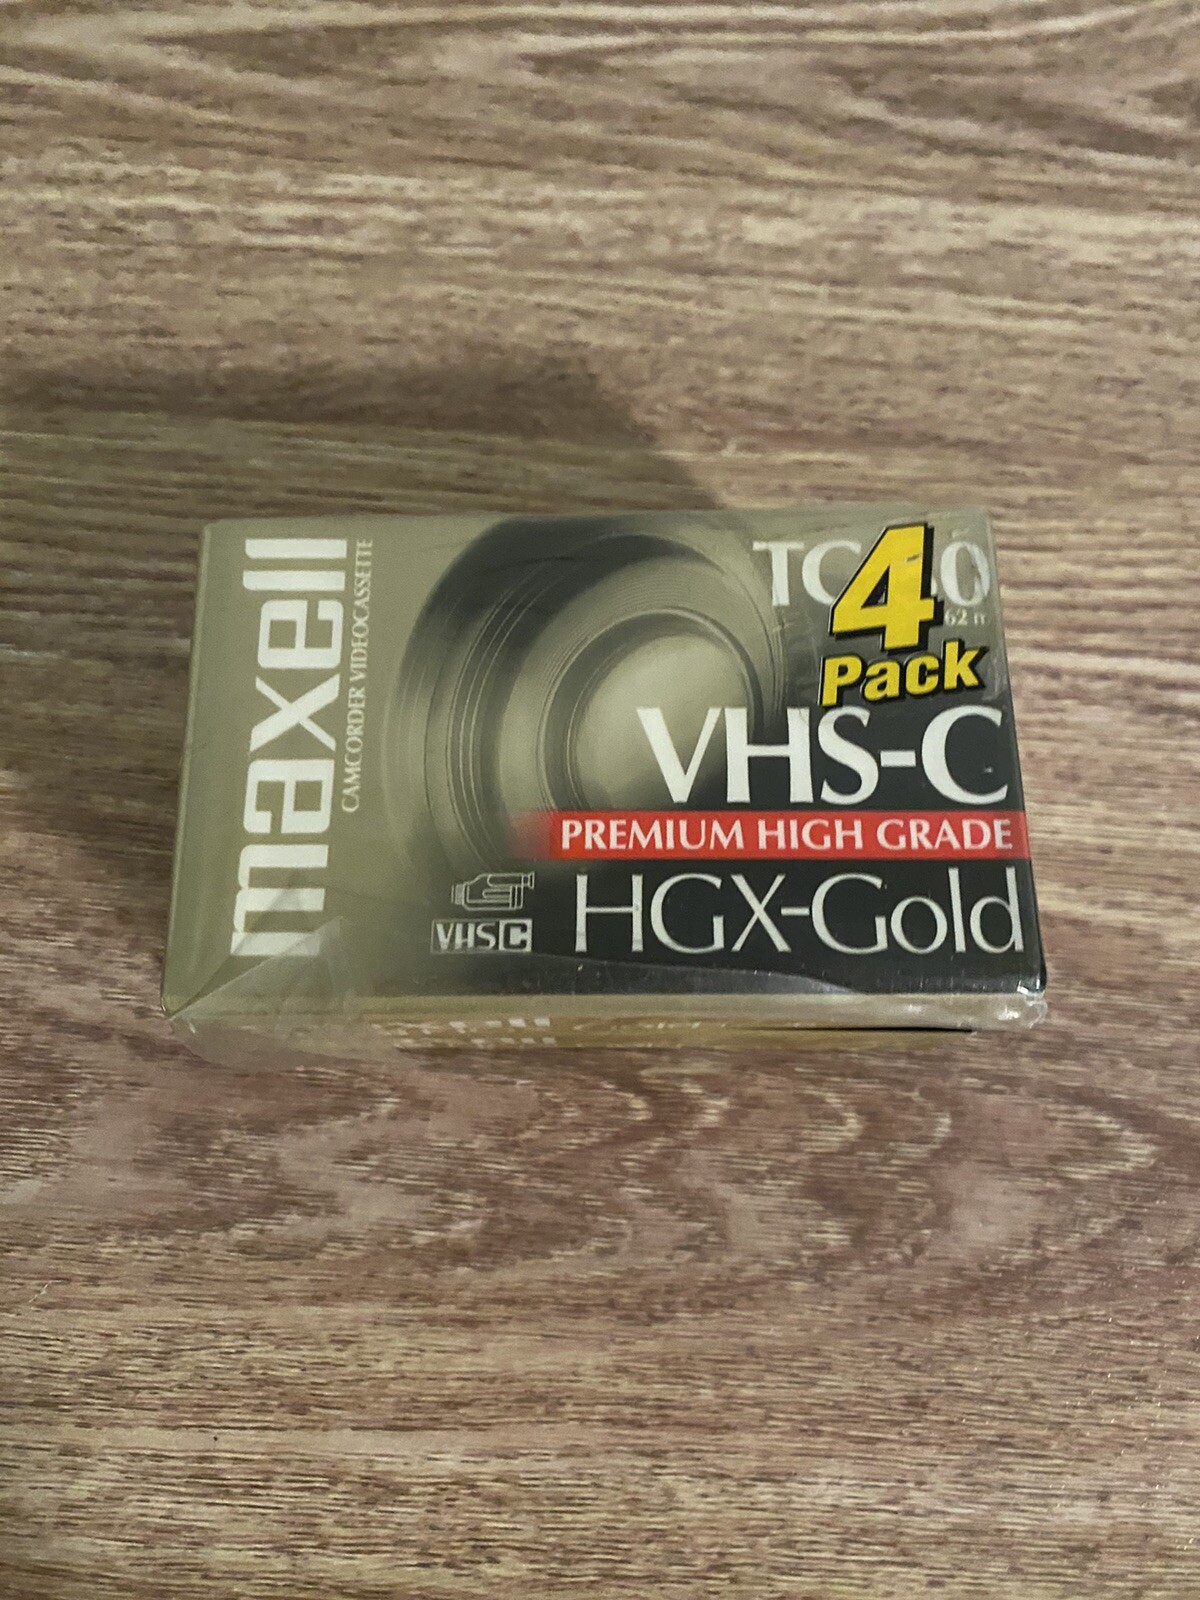 maxell
CAMCORDER VIDEOCASSETTE
4
Pack
VHS-C
PREMIUM HIGH GRADE
HGX-Gold
VHS C